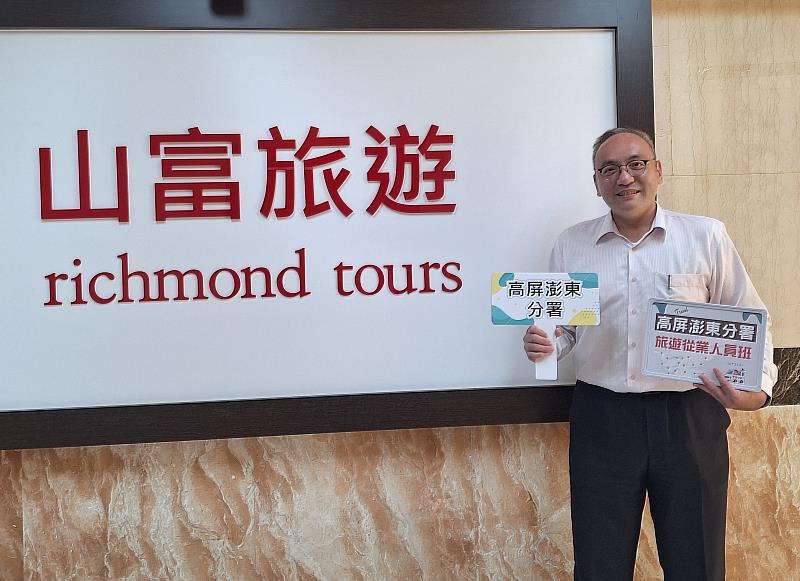 山富旅遊
richmond tours
高屏澎東
分署
Travel
高屏澎東分署
旅遊從業人員班